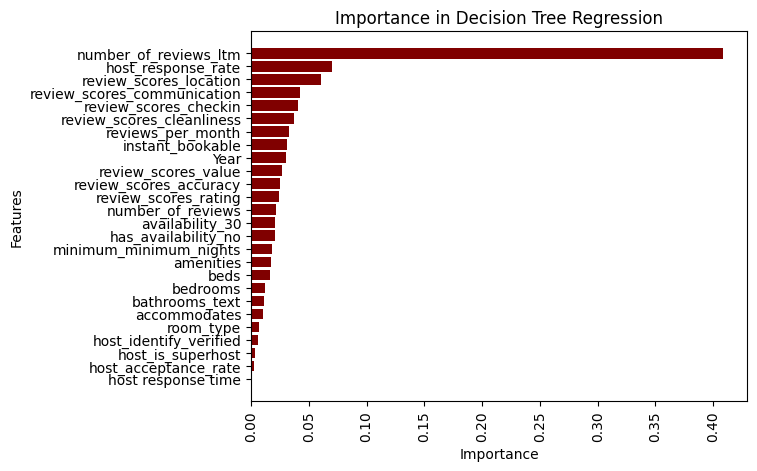 Importance in Decision Tree Regression
number_of_reviews_ltm
host_response_rate
review_scores_location
review_scores_communication
review_scores_checkin
review_scores_cleanliness
reviews_per_month
instant_bookable
Year
review_scores_value
review_scores_accuracy
review_scores_rating
number_of_reviews
availability_30
has_availability_no
minimum_minimum_nights
amenities
beds
bedrooms
bathrooms_text
accommodates
room_type
host_identify_verified
host_is_superhost
host_acceptance_rate
host response time
Features
0.00
0.05
0.10
0.15
0.20
0.25
0.30
0.35
0.40
Importance